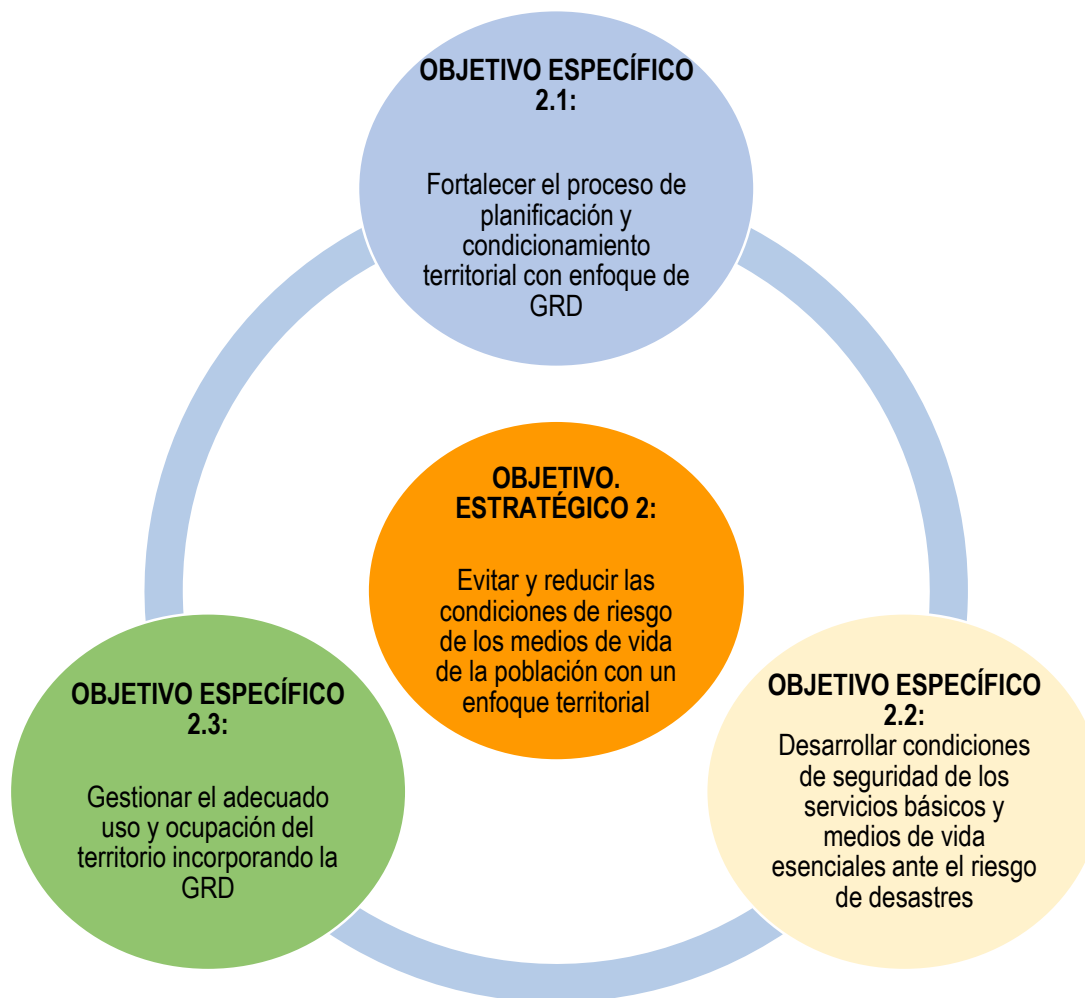 OBJETIVO ESPECÍFICO
2.1:
Fortalecer el proceso de
planificación y
condicionamiento
territorial con enfoque de
GRD
OBJETIVO.
ESTRATÉGICO 2:
Evitar y reducir las
condiciones de riesgo
de los medios de vida
de la población con un
enfoque territorial
OBJETIVO ESPECÍFICO
2.2:
Desarrollar condiciones
de seguridad de los
servicios básicos y
medios de vida
esenciales ante el riesgo
de desastres
OBJETIVO ESPECÍFICO
2.3:
Gestionar el adecuado
uso y ocupación del
territorio incorporando la
GRD